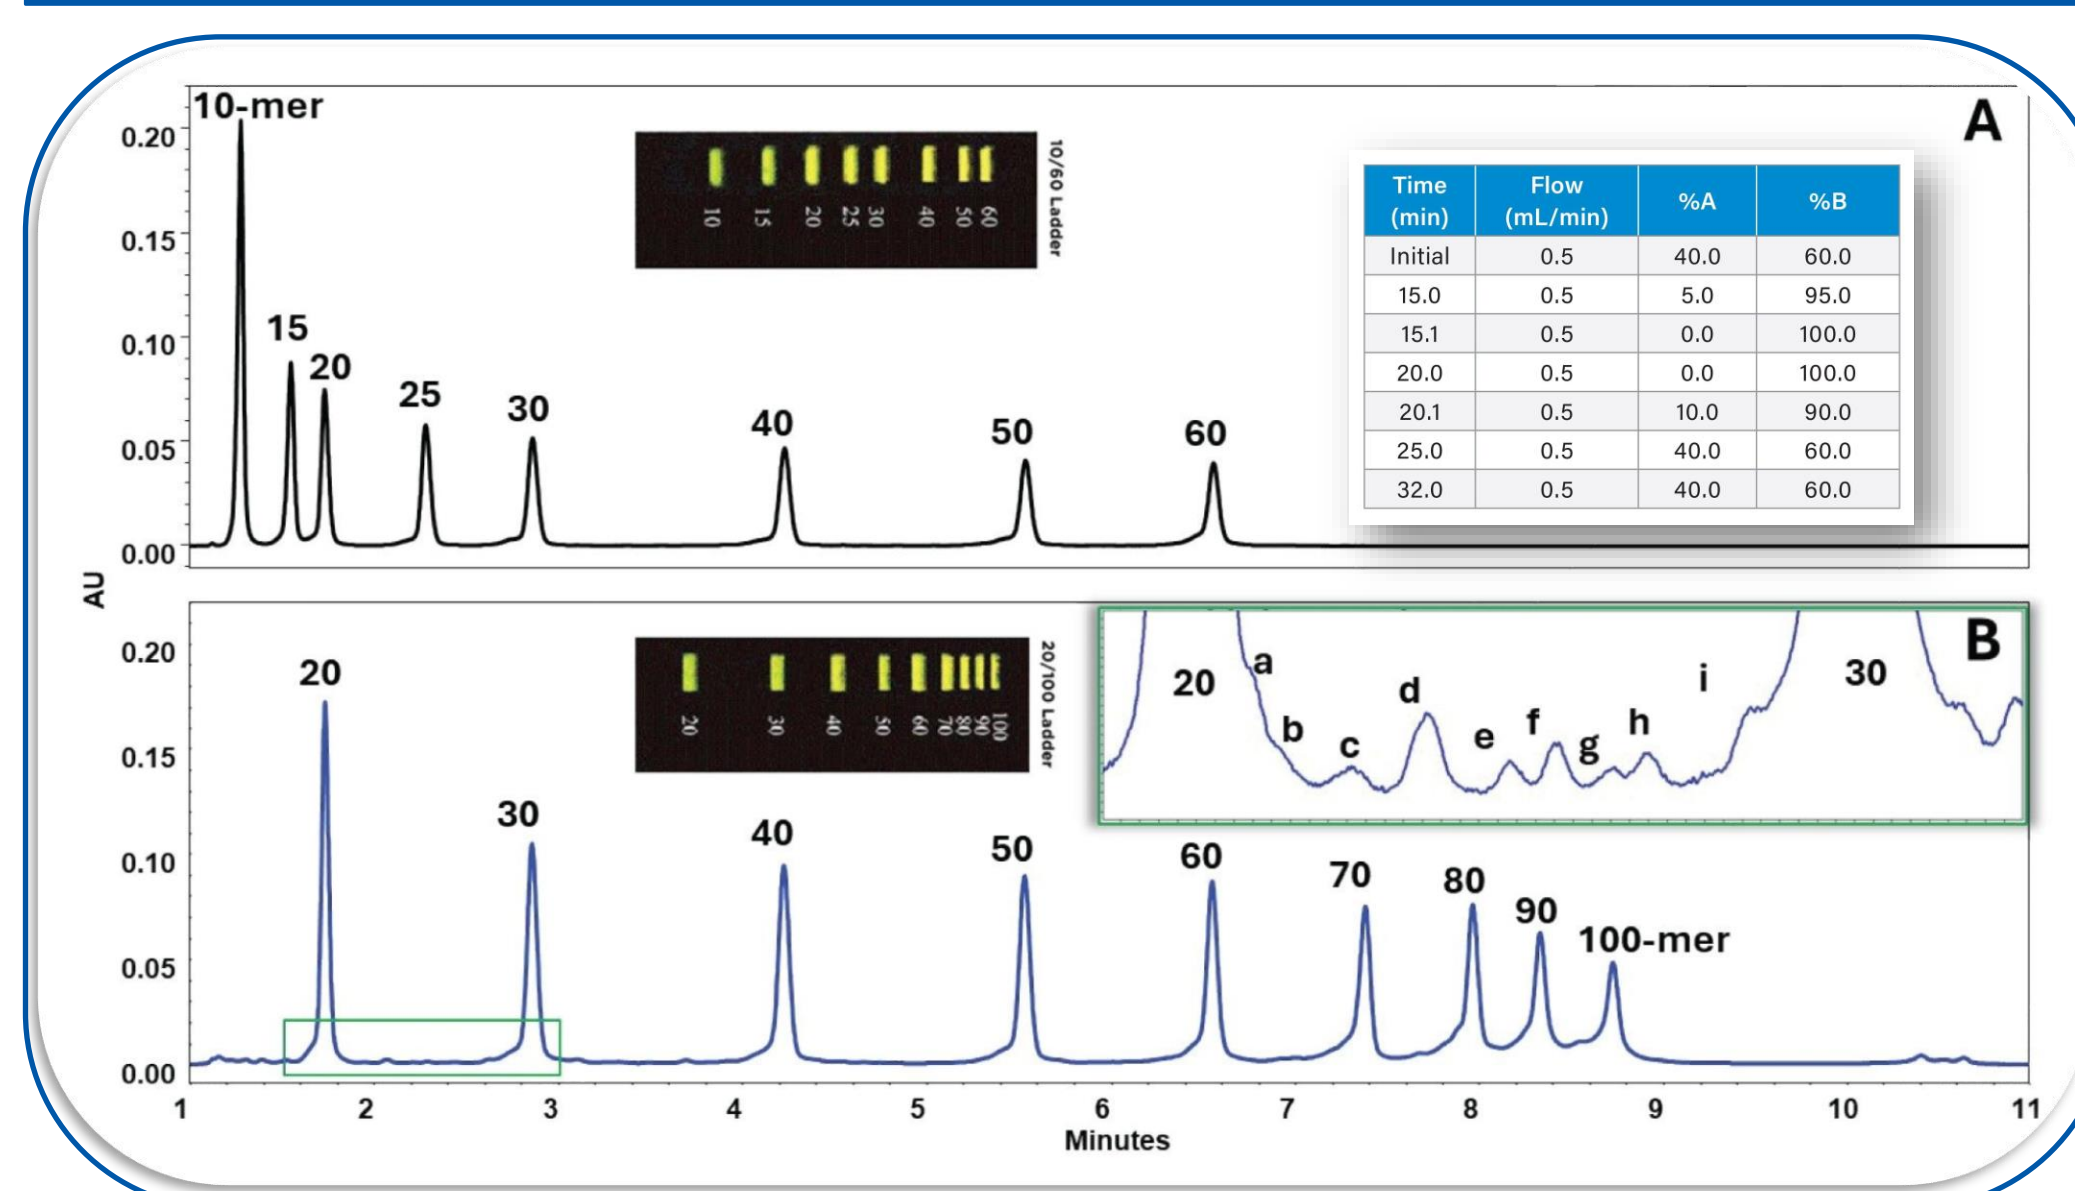 A
10-mer
15
20
25
30
40
50
60
0.20
0.15
0.10
0.05
0.00
10 15 20 25 30 40 50 60
10/60 Ladder
Time (min) Flow (mL/min) %A %B
Initial 0.5 40.0 60.0
15.0 0.5 5.0 95.0
15.1 0.5 0.0 100.0
20.0 0.5 0.0 100.0
20.1 0.5 10.0 90.0
25.0 0.5 40.0 60.0
32.0 0.5 40.0 60.0
AU
B
20
30
40
50
60
70
80
90
100-mer
0.20
0.15
0.10
0.05
0.00
20 30 40 50 60 70 80 90 100
20/100 Ladder
20 a b c d e f g h i 30
1 2 3 4 5 6 7 8 9 10 11
Minutes